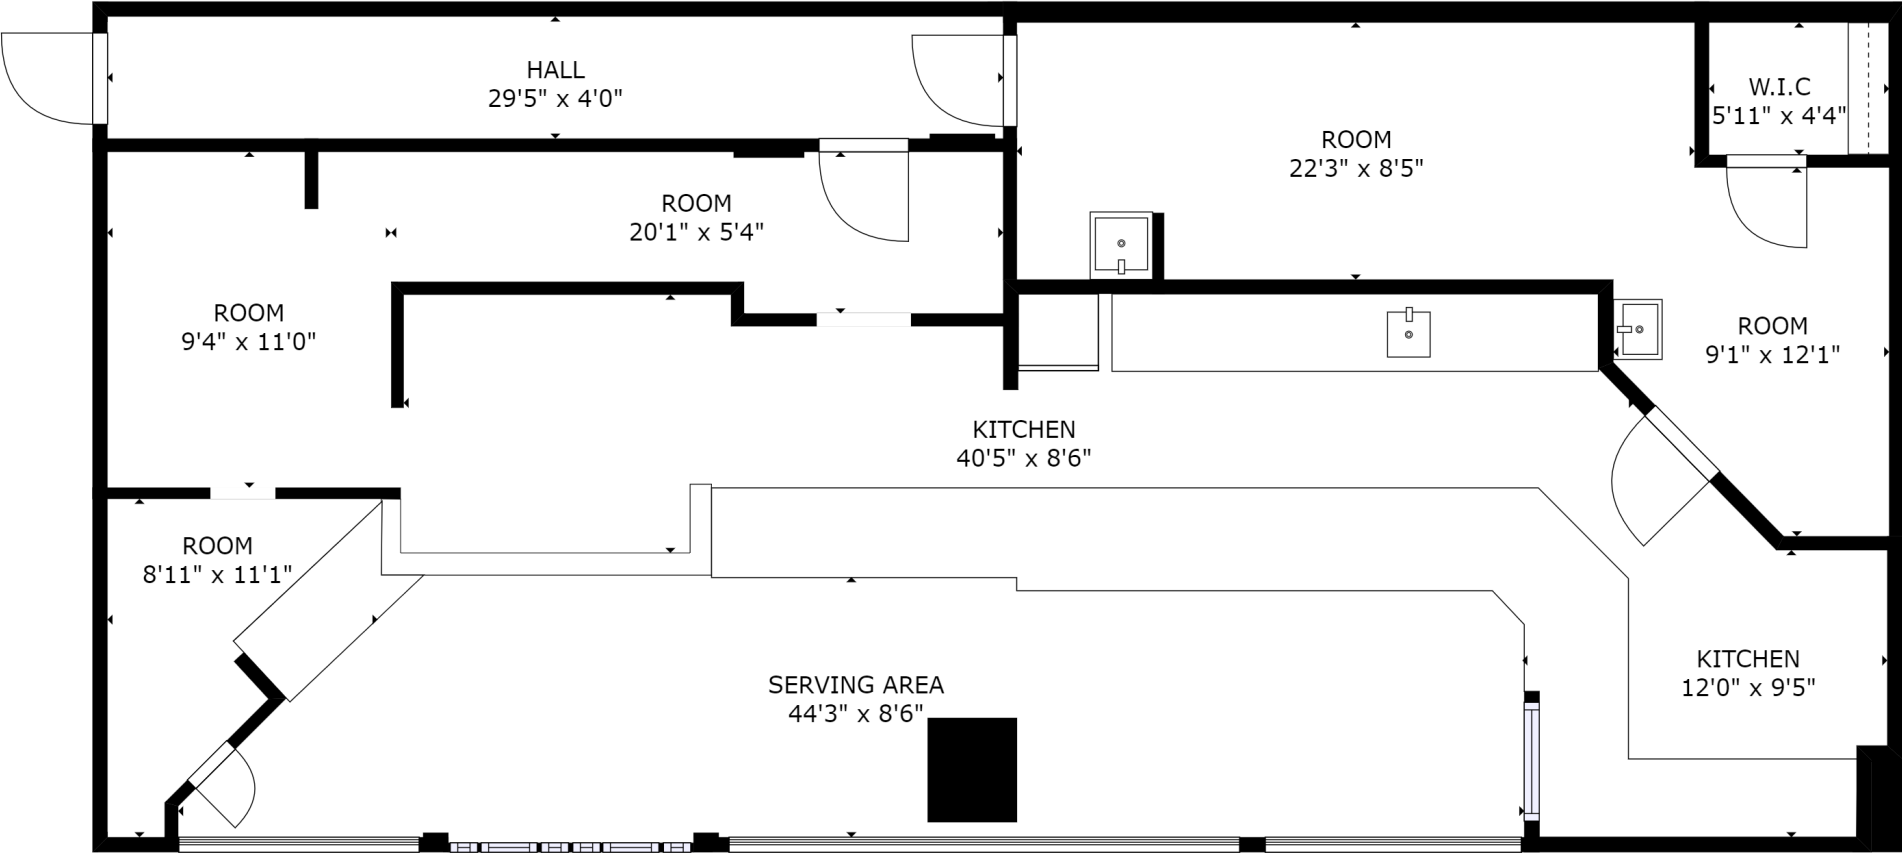 HALL
29'5" x 4'0"
W.I.C
5'11" x 4'4"
ROOM
22'3" x 8'5"
ROOM
20'1" x 5'4"
ROOM
9'4" x 11'0"
ROOM
9'1" x 12'1"
KITCHEN
40'5" x 8'6"
ROOM
8'11" x 11'1"
KITCHEN
12'0" x 9'5"
SERVING AREA
44'3" x 8'6"